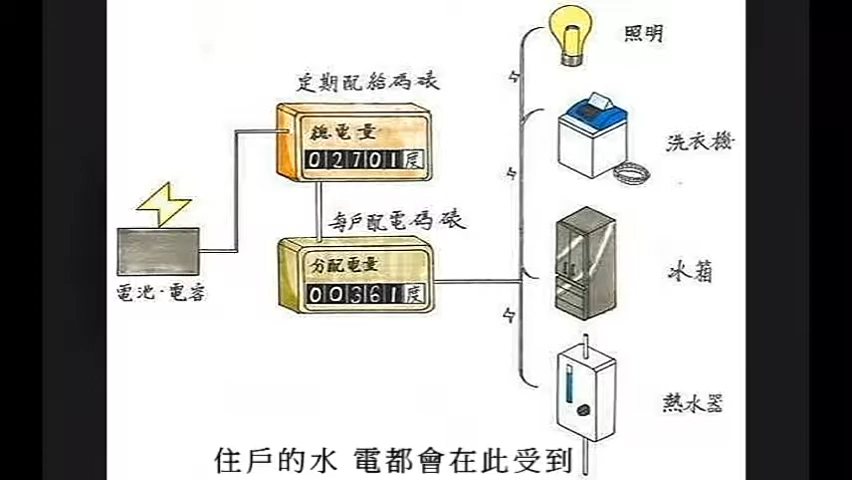 照明
定期配給碼錶
總電量
02701度
洗衣機
每戶配電碼錶
分配電量
00361度
冰箱
電池·電容
熱水器
住戶的水 電都會在此受到